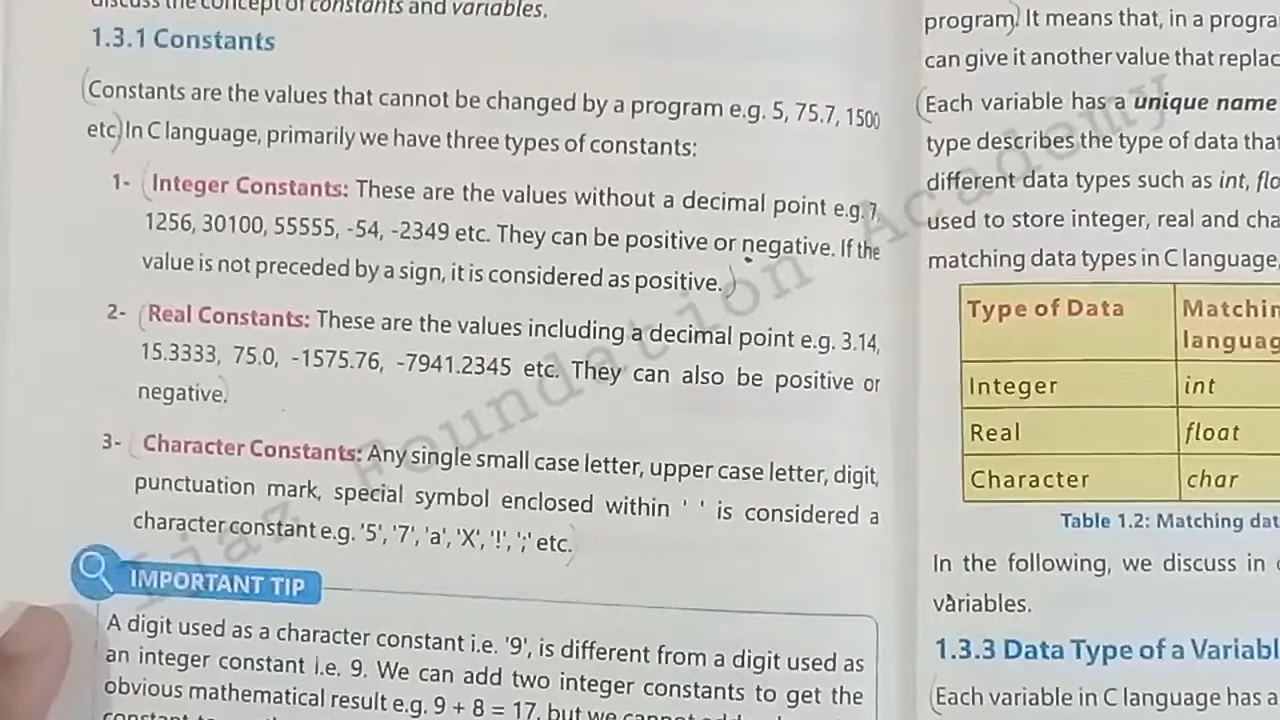 discuss the concept of constants and variables.
1.3.1 Constants
(Constants are the values that cannot be changed by a program e.g. 5, 75.7, 1500
etc) In C language, primarily we have three types of constants:
1- (Integer Constants: These are the values without a decimal point e.g. 7,
1256, 30100, 55555, -54, -2349 etc. They can be positive or negative. If the
value is not preceded by a sign, it is considered as positive.)
2- (Real Constants: These are the values including a decimal point e.g. 3.14,
15.3333, 75.0, -1575.76, -7941.2345 etc. They can also be positive or
negative.)
3- (Character Constants: Any single small case letter, upper case letter, digit,
punctuation mark, special symbol enclosed within ' ' is considered a
character constant e.g. '5', '7', 'a', 'X', '!', ';' etc.)
IMPORTANT TIP
A digit used as a character constant i.e. '9', is different from a digit used as
an integer constant i.e. 9. We can add two integer constants to get the
obvious mathematical result e.g. 9 + 8 = 17, but we cannot add
program) It means that, in a progra
can give it another value that replac
(Each variable has a unique name
type describes the type of data tha
different data types such as int, flo
used to store integer, real and cha
matching data types in C language,
Type of Data Matchin
languag
Integer int
Real float
Character char
Table 1.2: Matching dat
In the following, we discuss in
variables.
1.3.3 Data Type of a Variabl
(Each variable in C language has a
Foundation Academy